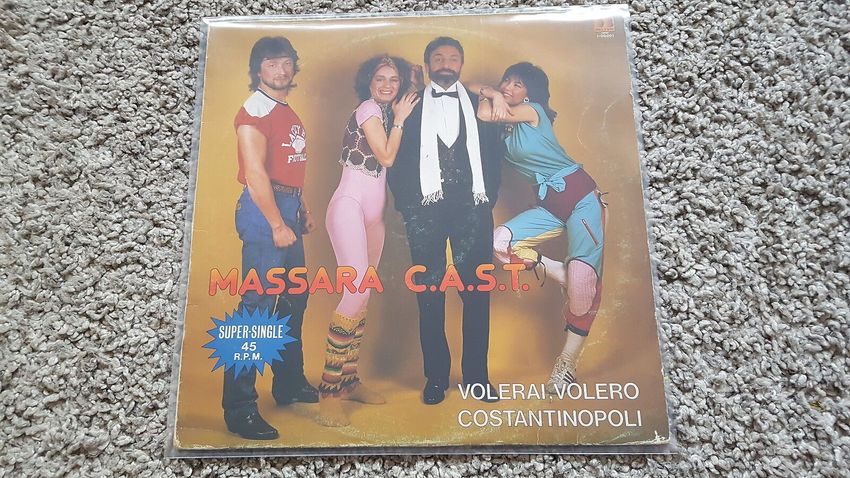 MASSARA C.A.S.T.
SUPER-SINGLE
45
R.P.M.
VOLERAI, VOLERO
COSTANTINOPOLI